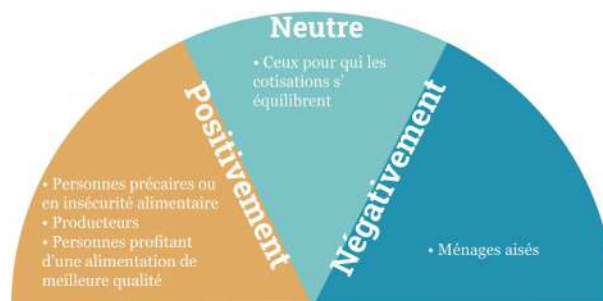 Neutre
• Ceux pour qui les
cotisations s’
équilibrent
Positivement
• Personnes précaires ou
en insécurité alimentaire
• Producteurs
• Personnes profitant
d’une alimentation de
meilleure qualité
Négativement
• Ménages aisés